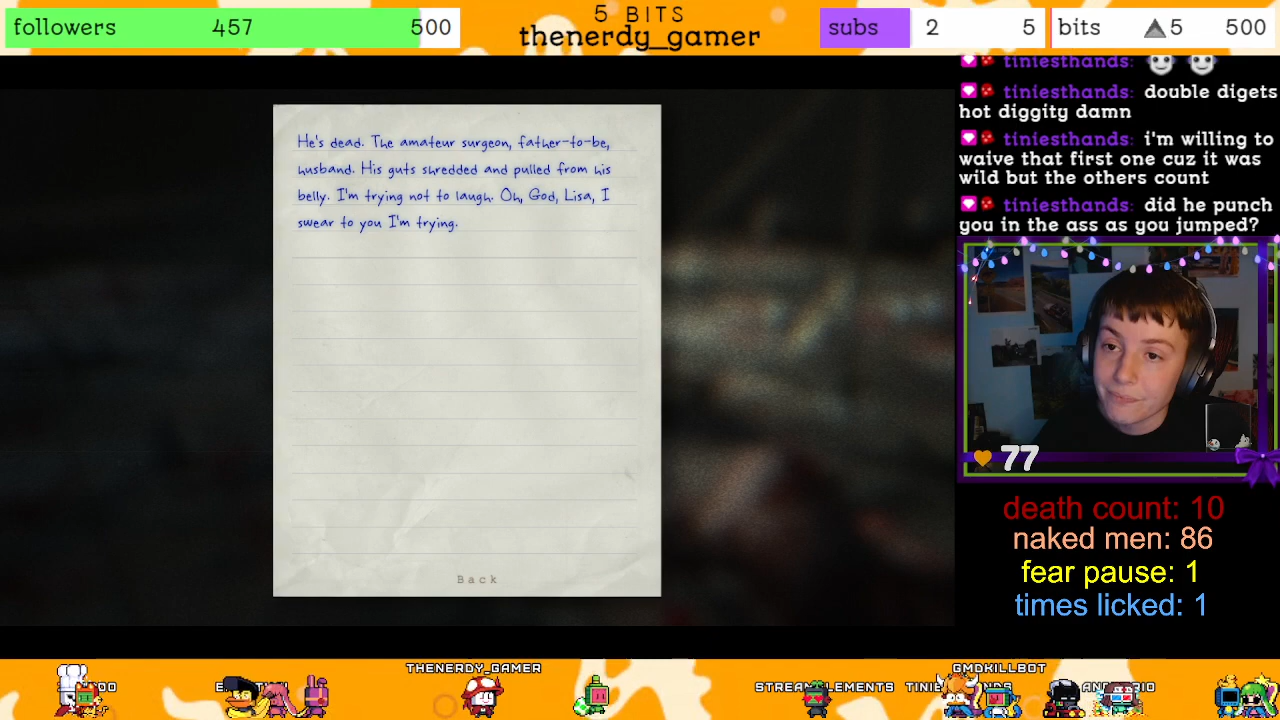 followers 457 500
5 BITS
thenerdy_gamer
subs 2 5
bits 5 500
tiniesthands:
tiniesthands: double digets
hot diggity damn
tiniesthands: i'm willing to
waive that first one cuz it was
wild but the others count
tiniesthands: did he punch
you in the ass as you jumped?
He's dead. The amateur surgeon, father-to-be,
husband. His guts shredded and pulled from his
belly. I'm trying not to laugh. Oh, God, Lisa, I
swear to you I'm trying.
Back
77
death count: 10
naked men: 86
fear pause: 1
times licked: 1
THENERDY_GAMER
GMDKILLBOT